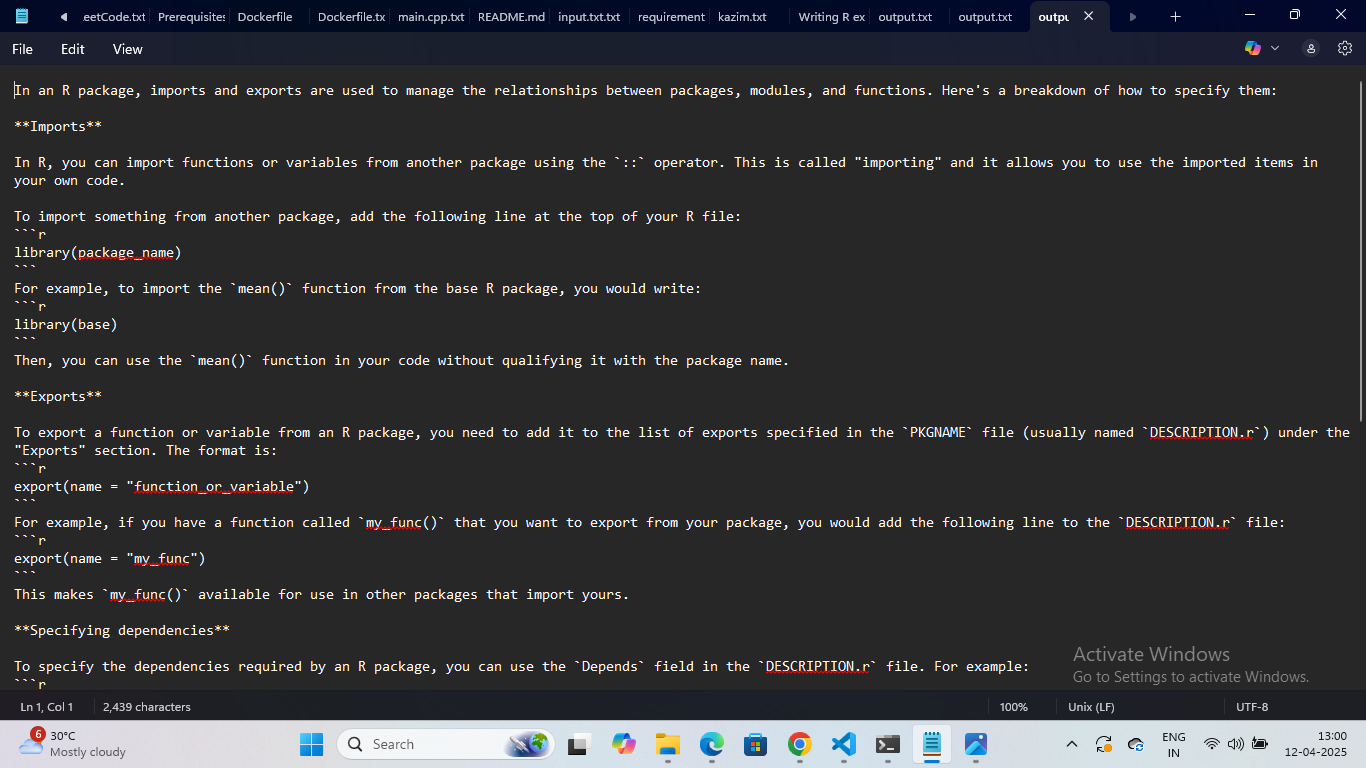 eetCode.txt Prerequisites Dockerfile Dockerfile.tx main.cpp.txt README.md input.txt.txt requirement kazim.txt Writing R ex output.txt output.txt outpu
File Edit View
In an R package, imports and exports are used to manage the relationships between packages, modules, and functions. Here's a breakdown of how to specify them:
**Imports**
In R, you can import functions or variables from another package using the `::` operator. This is called "importing" and it allows you to use the imported items in
your own code.
To import something from another package, add the following line at the top of your R file:
```r
library(package_name)
```
For example, to import the `mean()` function from the base R package, you would write:
```r
library(base)
```
Then, you can use the `mean()` function in your code without qualifying it with the package name.
**Exports**
To export a function or variable from an R package, you need to add it to the list of exports specified in the `PKGNAME` file (usually named `DESCRIPTION.r`) under the
"Exports" section. The format is:
```r
export(name = "function_or_variable")
```
For example, if you have a function called `my_func()` that you want to export from your package, you would add the following line to the `DESCRIPTION.r` file:
```r
export(name = "my_func")
```
This makes `my_func()` available for use in other packages that import yours.
**Specifying dependencies**
To specify the dependencies required by an R package, you can use the `Depends` field in the `DESCRIPTION.r` file. For example:
```r
Activate Windows
Go to Settings to activate Windows.
Ln 1, Col 1 2,439 characters 100% Unix (LF) UTF-8
6 30°C
Mostly cloudy
Search
ENG
IN
13:00
12-04-2025